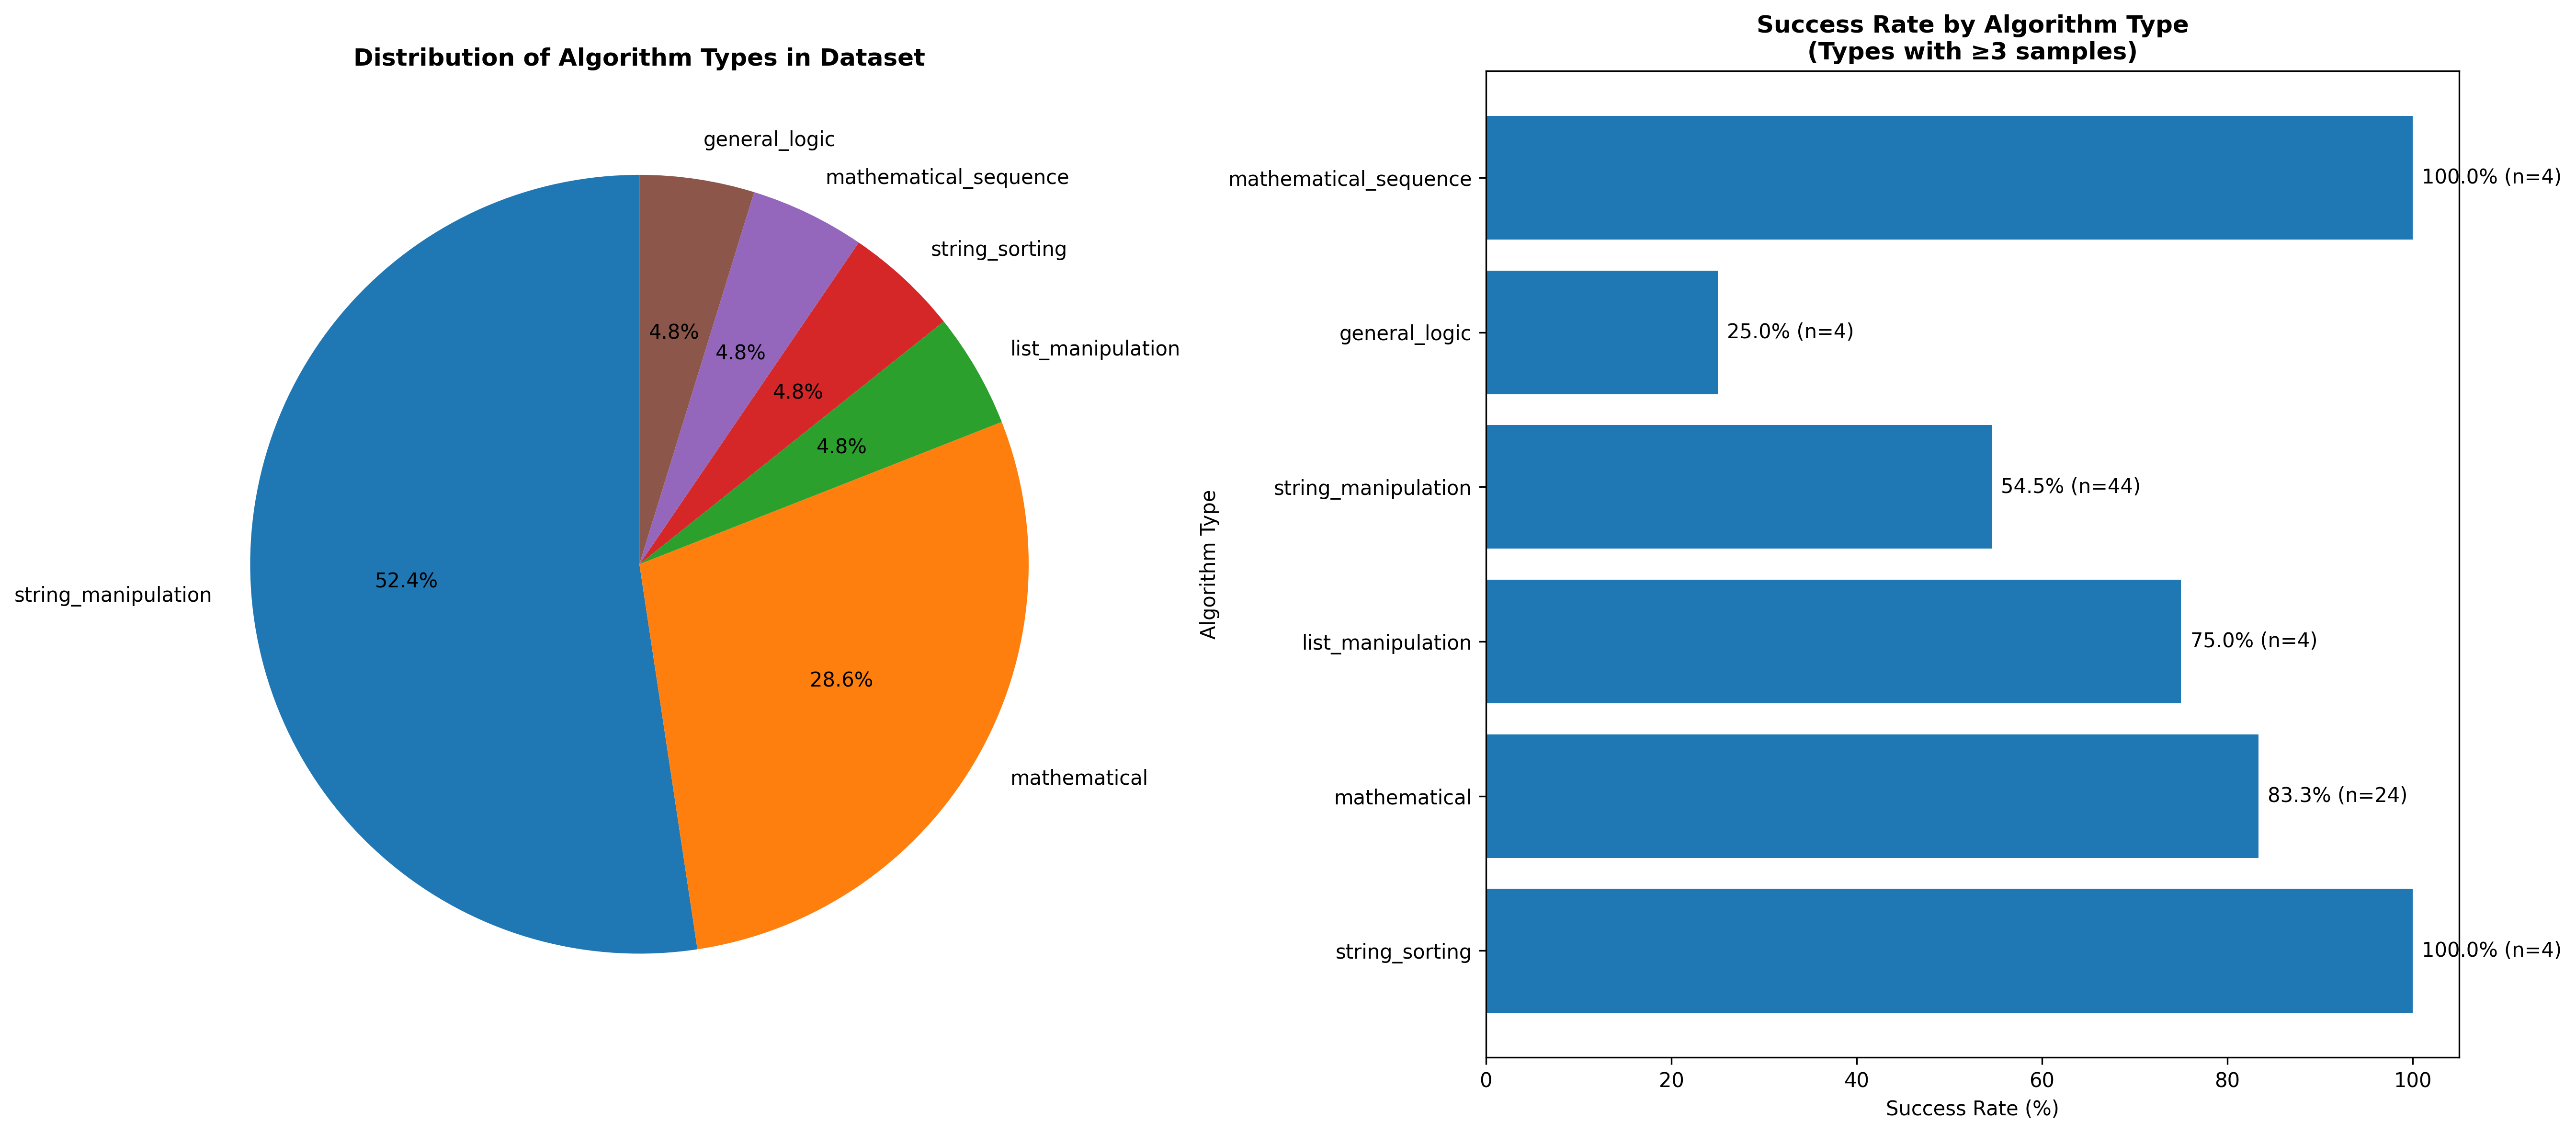 Distribution of Algorithm Types in Dataset
general_logic
mathematical_sequence
string_sorting
list_manipulation
mathematical
string_manipulation
4.8%
4.8%
4.8%
4.8%
28.6%
52.4%
Success Rate by Algorithm Type
(Types with ≥3 samples)
Algorithm Type
mathematical_sequence
100.0% (n=4)
general_logic
25.0% (n=4)
string_manipulation
54.5% (n=44)
list_manipulation
75.0% (n=4)
mathematical
83.3% (n=24)
string_sorting
100.0% (n=4)
0 20 40 60 80 100
Success Rate (%)